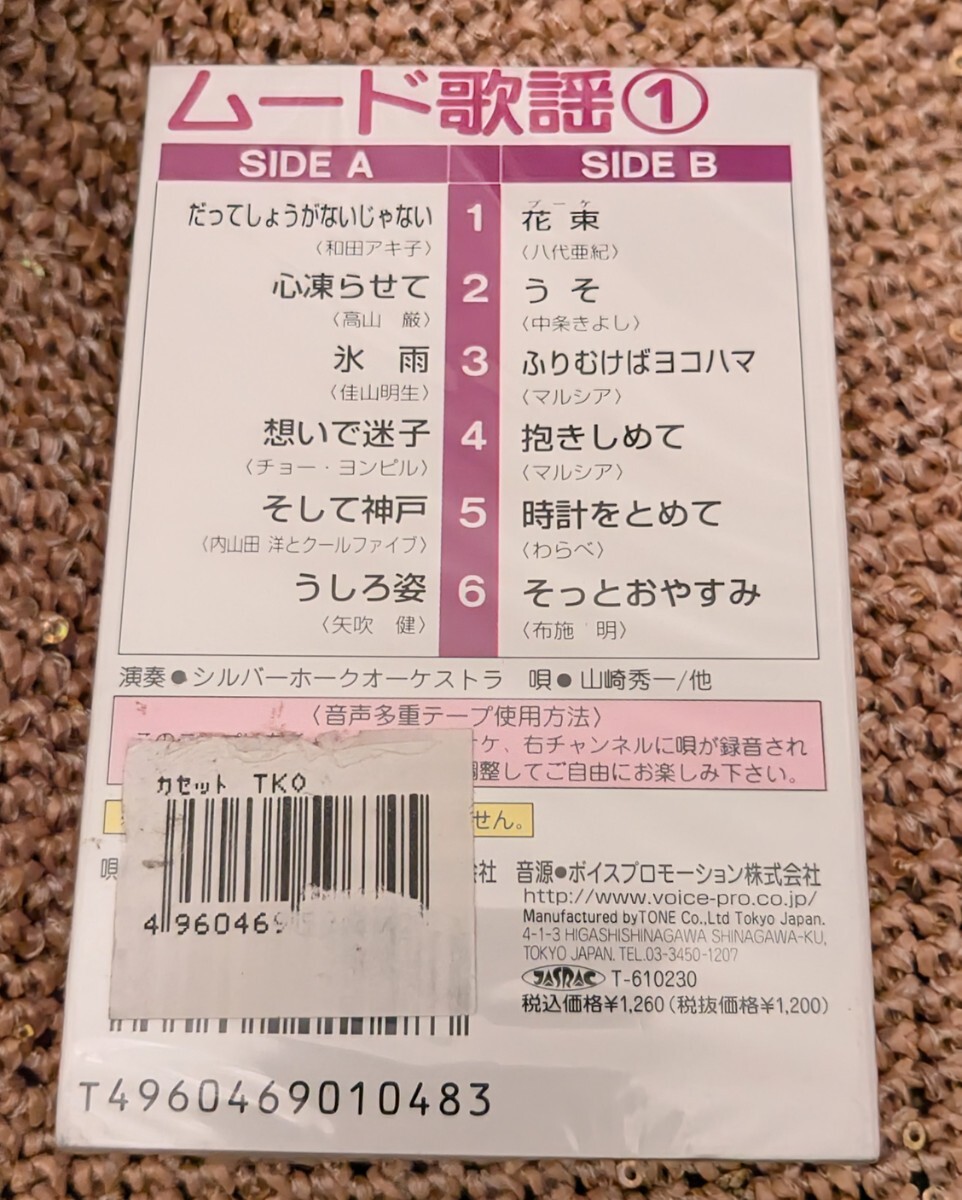 ムード歌謡①
SIDE A
SIDE B
だってしょうがないじゃない
〈和田アキ子〉
1
ブーケ
花束
〈八代亜紀〉
心凍らせて
〈高山 厳〉
2
うそ
〈中条きよし〉
氷雨
〈佳山明生〉
3
ふりむけばヨコハマ
〈マルシア〉
想いで迷子
〈チョー・ヨンピル〉
4
抱きしめて
〈マルシア〉
そして神戸
〈内山田 洋とクールファイブ〉
5
時計をとめて
〈わらべ〉
うしろ姿
〈矢吹 健〉
6
そっとおやすみ
〈布施 明〉
演奏●シルバーホークオーケストラ 唄●山崎秀一/他
〈音声多重テープ使用方法〉
ケ、右チャンネルに唄が録音され
調整してご自由にお楽しみ下さい。
せん。
カセット TKO
4 960469
唄
会社 音源●ボイスプロモーション株式会社
http://www.voice-pro.co.jp/
Manufactured byTONE Co.,Ltd Tokyo Japan.
4-1-3 HIGASHISHINAGAWA SHINAGAWA-KU,
TOKYO JAPAN. TEL.03-3450-1207
JASRAC T-610230
税込価格¥1,260(税抜価格¥1,200)
T4960469010483